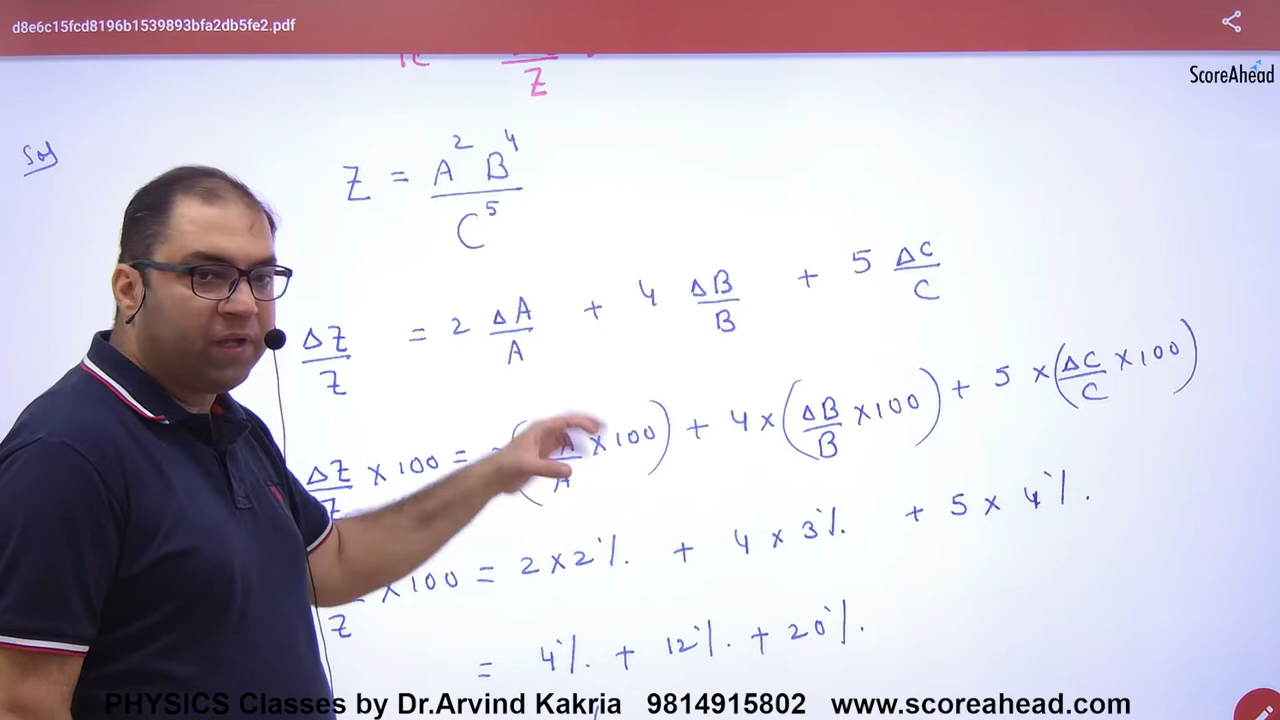 d8e6c15fcd8196b1539893bfa2db5fe2.pdf
ScoreAhead
Z
Sol
Z = A² B⁴ / C⁵
ΔZ/Z = 2 ΔA/A + 4 ΔB/B + 5 ΔC/C
ΔZ/Z × 100 = ( A/A × 100) + 4 × (ΔB/B × 100) + 5 × (ΔC/C × 100)
/Z × 100 = 2 × 2%. + 4 × 3%. + 5 × 4%.
= 4%. + 12%. + 20%.
PHYSICS Classes by Dr.Arvind Kakria 9814915802 www.scoreahead.com